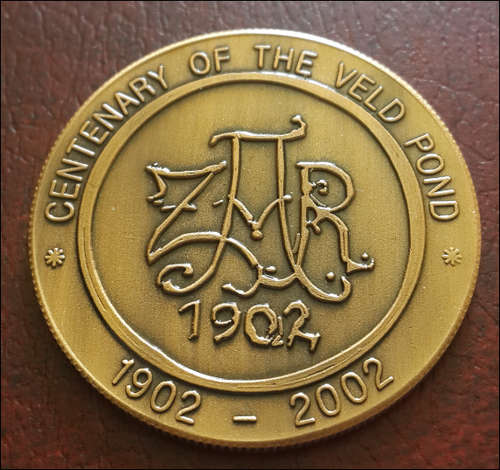 CENTENARY OF THE VELD POND
ZAR
1902
1902 – 2002